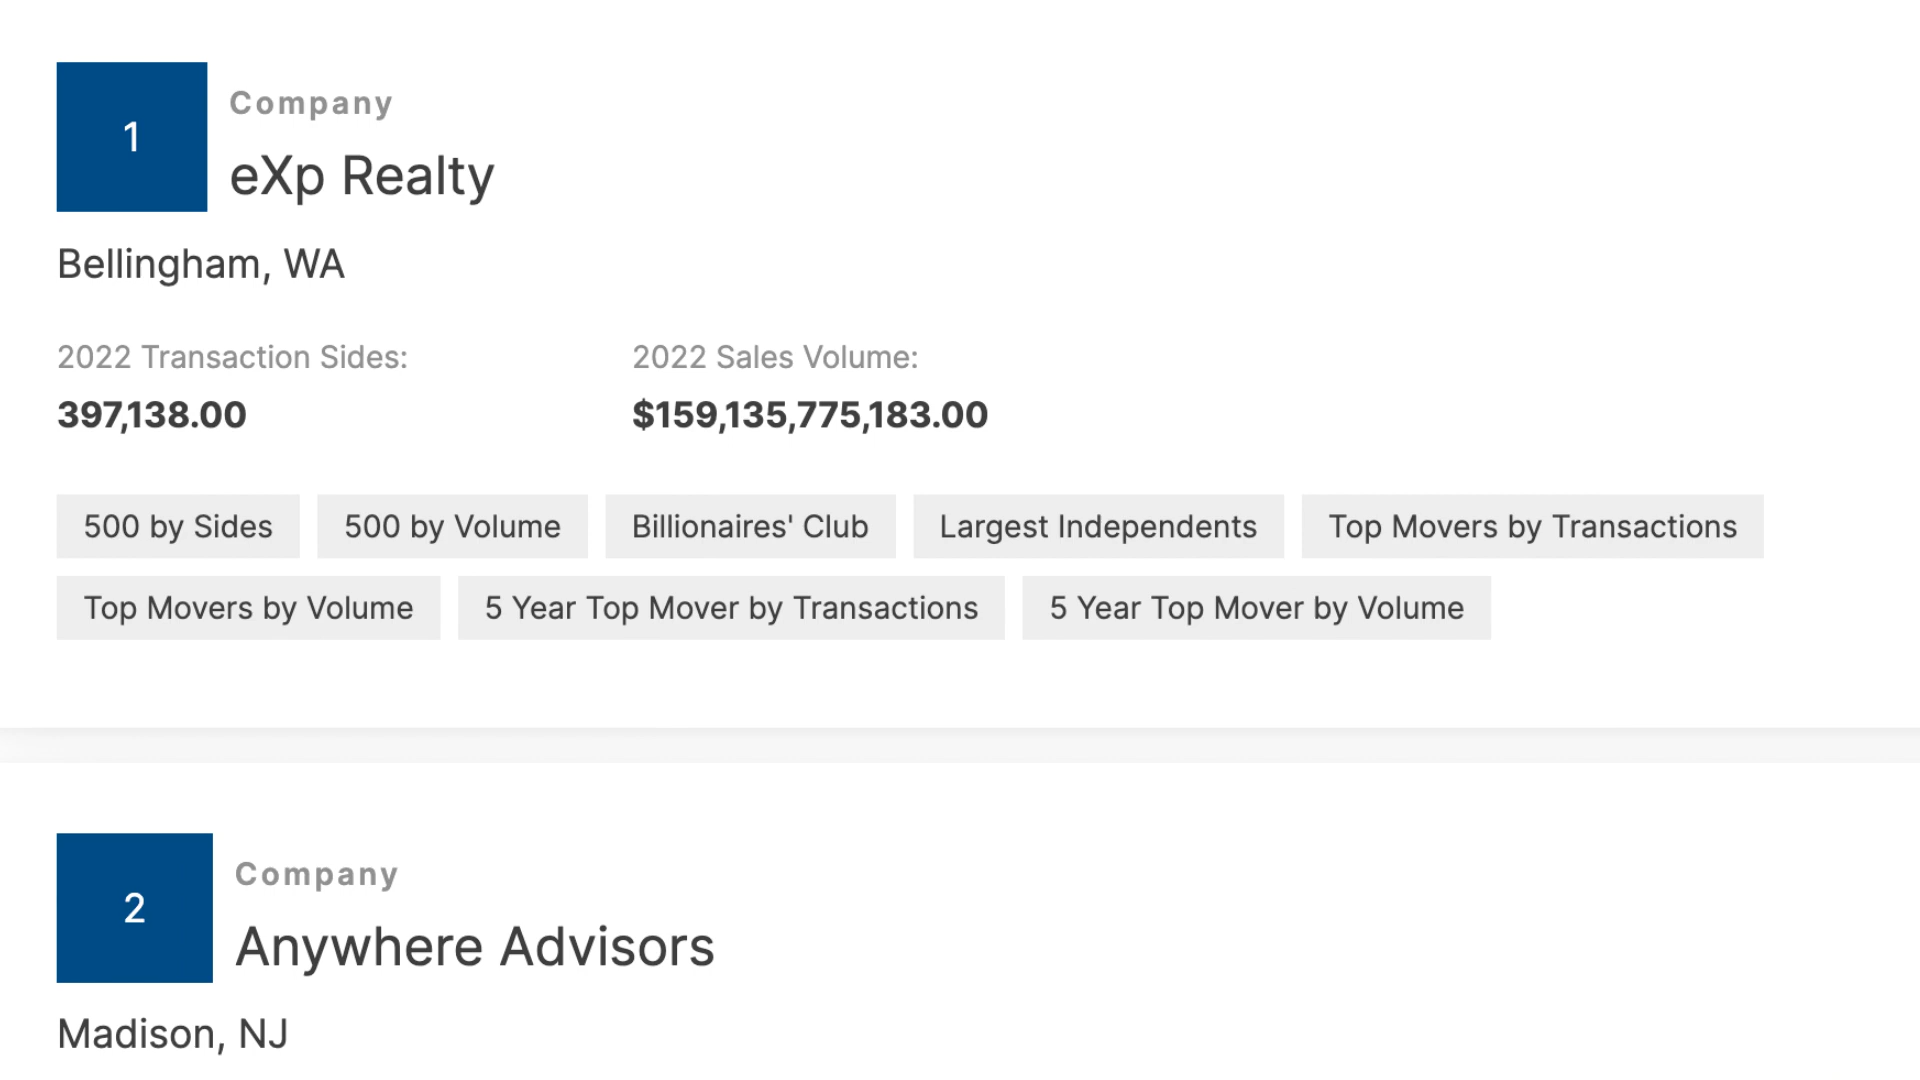 1
Company
eXp Realty
Bellingham, WA
2022 Transaction Sides: 2022 Sales Volume:
397,138.00 $159,135,775,183.00
500 by Sides 500 by Volume Billionaires' Club Largest Independents Top Movers by Transactions
Top Movers by Volume 5 Year Top Mover by Transactions 5 Year Top Mover by Volume
2
Company
Anywhere Advisors
Madison, NJ